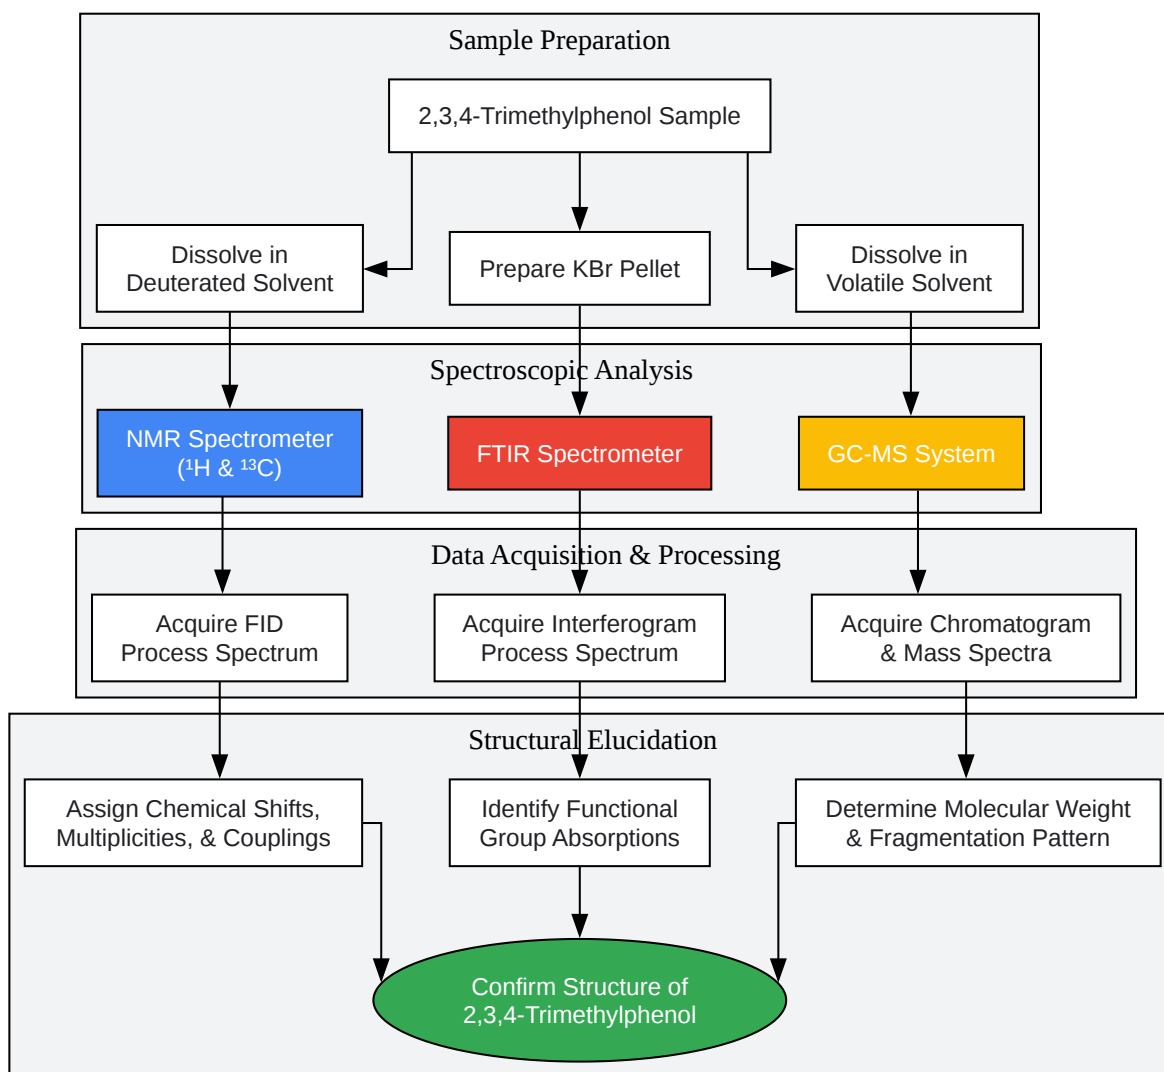 Sample Preparation
2,3,4-Trimethylphenol Sample
Dissolve in
Deuterated Solvent
Prepare KBr Pellet
Dissolve in
Volatile Solvent
Spectroscopic Analysis
NMR Spectrometer
(¹H & ¹³C)
FTIR Spectrometer
GC-MS System
Data Acquisition & Processing
Acquire FID
Process Spectrum
Acquire Interferogram
Process Spectrum
Acquire Chromatogram
& Mass Spectra
Structural Elucidation
Assign Chemical Shifts,
Multiplicities, & Couplings
Identify Functional
Group Absorptions
Determine Molecular Weight
& Fragmentation Pattern
Confirm Structure of
2,3,4-Trimethylphenol